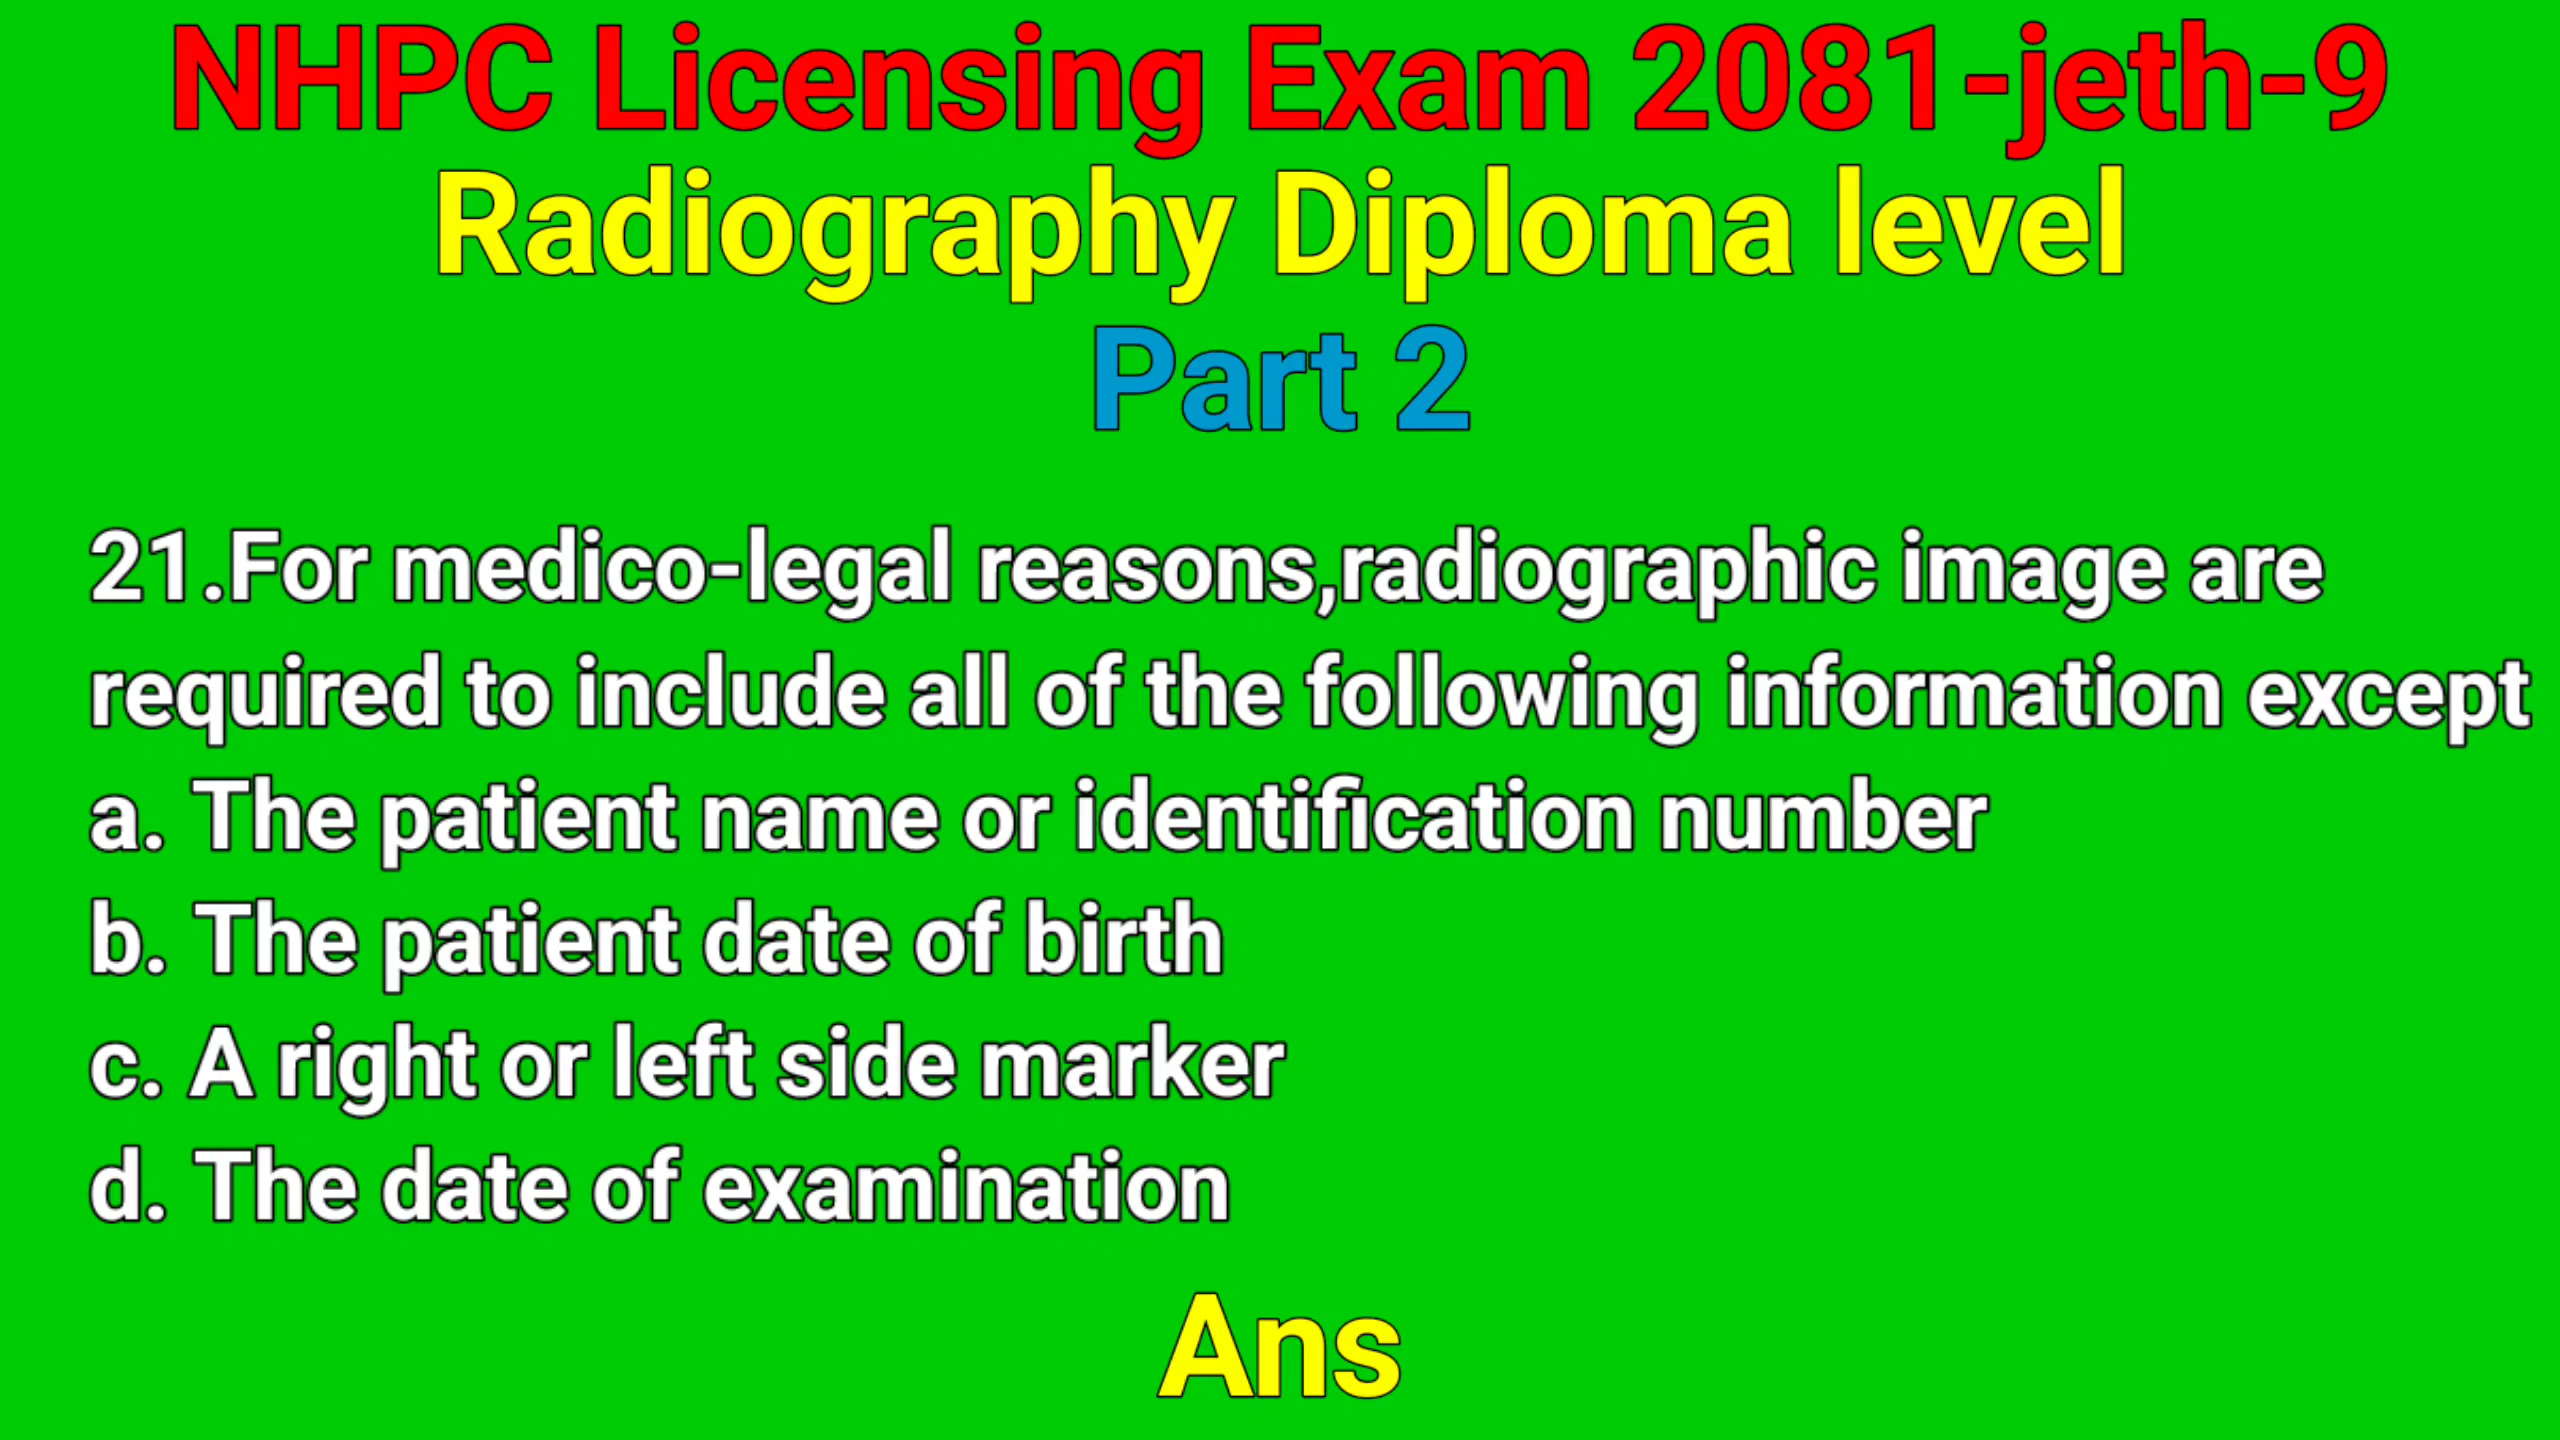 NHPC Licensing Exam 2081-jeth-9
Radiography Diploma level
Part 2
21.For medico-legal reasons,radiographic image are
required to include all of the following information except
a. The patient name or identification number
b. The patient date of birth
c. A right or left side marker
d. The date of examination
Ans